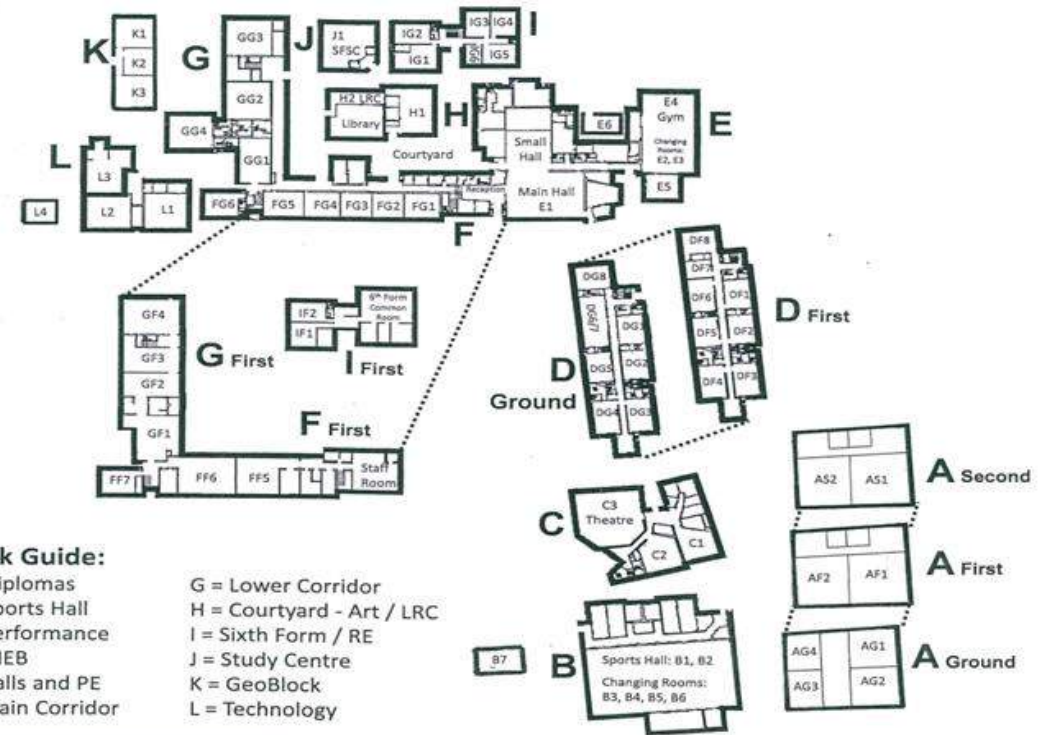 K
K1
K2
K3
G
GG3
GG2
GG4
GG1
J
J1
SFSC
IG2
IG1
IG3 IG4
IG6
IG5
I
H2 LRC
Library
H1
H
Courtyard
Small
Hall
Main Hall
E1
Reception
E6
E4
Gym
Changing
Rooms:
E2, E3
E5
E
L
L3
L4
L2
L1
FG6
FG5
FG4
FG3
FG2
FG1
F
GF4
GF3
GF2
GF1
G First
IF2
IF1
6th Form
Common
Room
I First
F First
FF7
FF6
FF5
Staff
Room
DG8
DG6/7
DG1
DG5
DG2
DG4
DG3
D
Ground
DF8
DF7
DF6
DF1
DF5
DF2
DF4
DF3
D First
C
C3
Theatre
C2
C1
B7
B
Sports Hall: B1, B2
Changing Rooms:
B3, B4, B5, B6
AS2
AS1
A Second
AF2
AF1
A First
AG4
AG1
AG3
AG2
A Ground
k Guide:
iplomas
ports Hall
erformance
EB
alls and PE
ain Corridor
G = Lower Corridor
H = Courtyard - Art / LRC
I = Sixth Form / RE
J = Study Centre
K = GeoBlock
L = Technology